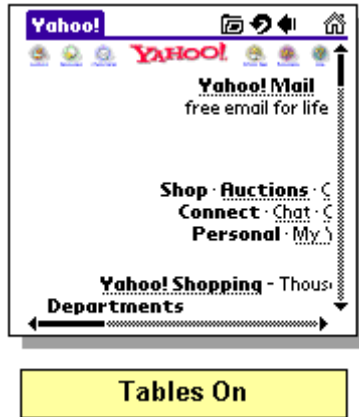 Yahoo!
YAHOO!
Yahoo! Mail
free email for life
Shop · Auctions · C
Connect · Chat · C
Personal · My Y
Yahoo! Shopping - Thous
Departments
Tables On